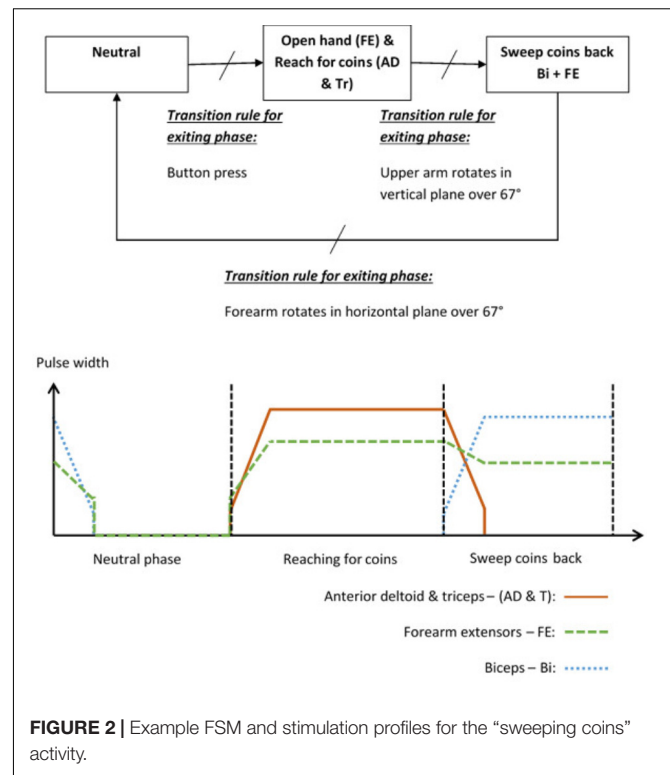 Neutral
Open hand (FE) &
Reach for coins (AD
& Tr)
Sweep coins back
Bi + FE
Transition rule for
exiting phase:
Button press
Transition rule for
exiting phase:
Upper arm rotates in
vertical plane over 67°
Transition rule for exiting phase:
Forearm rotates in horizontal plane over 67°
Pulse width
Neutral phase
Reaching for coins
Sweep coins back
Anterior deltoid & triceps – (AD & T):
Forearm extensors – FE:
Biceps – Bi:
FIGURE 2 | Example FSM and stimulation profiles for the “sweeping coins”
activity.